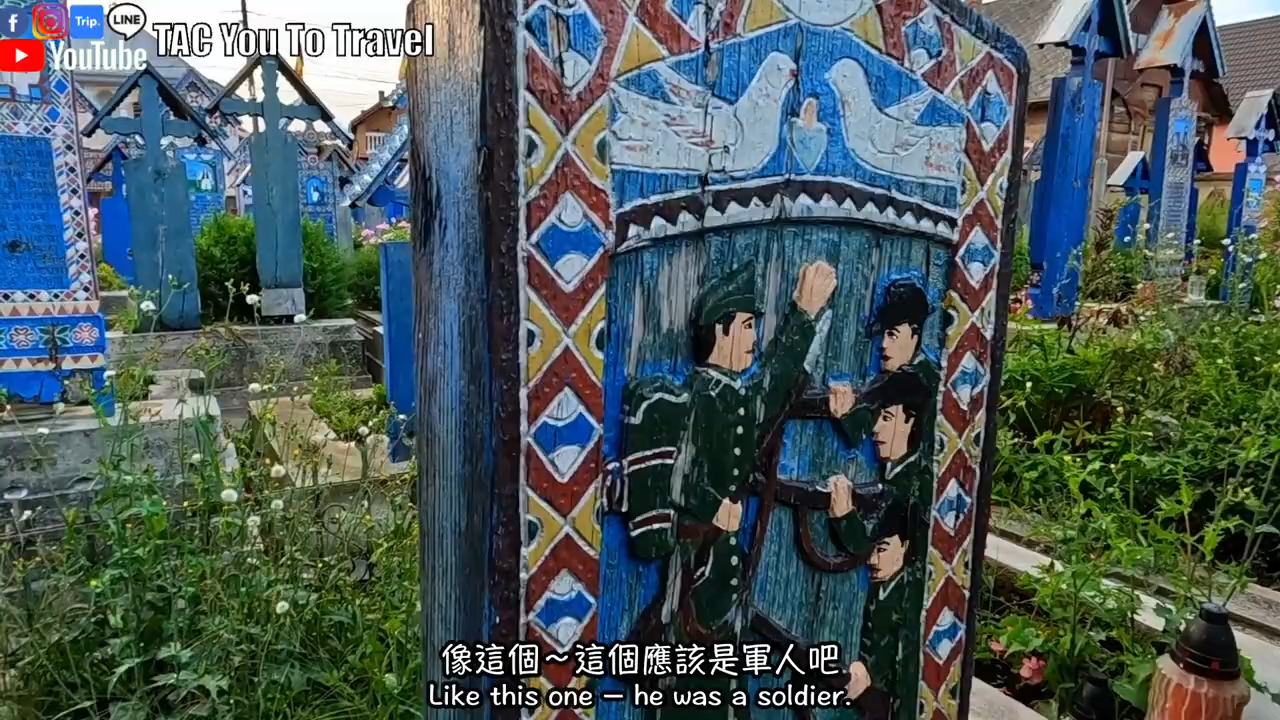 Trip.
LINE
YouTube
TAC You To Travel
像這個～這個應該是軍人吧
Like this one – he was a soldier.